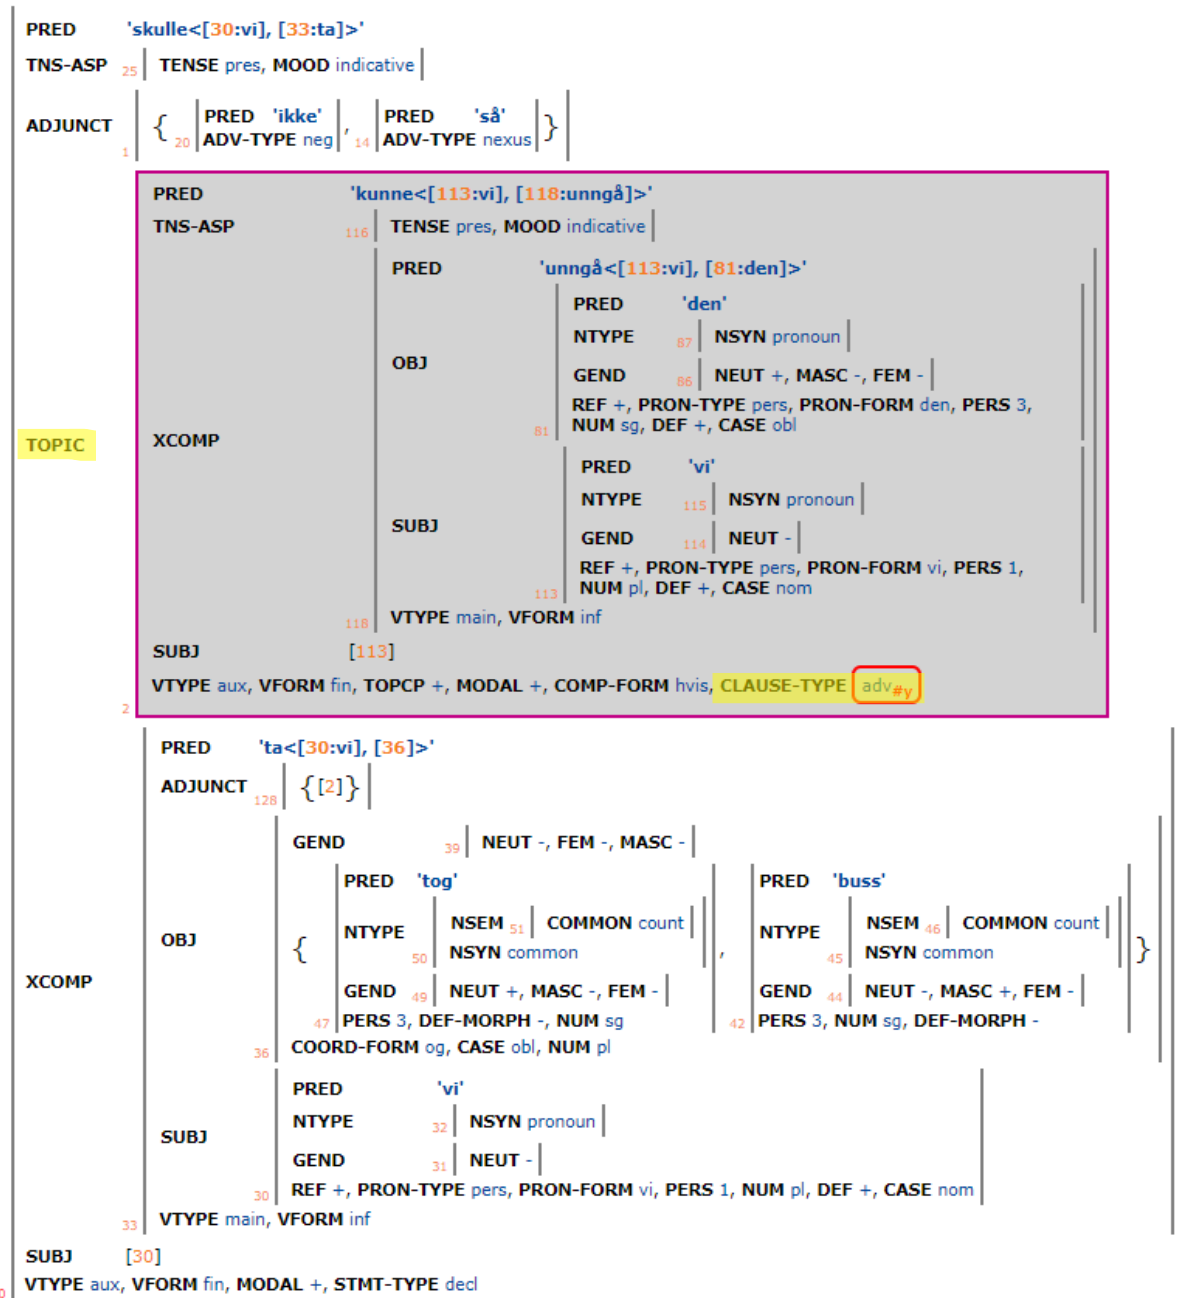 PRED 'skulle<[30:vi], [33:ta]>'
TNS-ASP 25 TENSE pres, MOOD indicative
ADJUNCT 1 { 20 PRED 'ikke' ADV-TYPE neg , 14 PRED 'så' ADV-TYPE nexus }
TOPIC
PRED 'kunne<[113:vi], [118:unngå]>'
TNS-ASP 116 TENSE pres, MOOD indicative
XCOMP
PRED 'unngå<[113:vi], [81:den]>'
OBJ
PRED 'den'
NTYPE 87 NSYN pronoun
GEND 86 NEUT +, MASC -, FEM -
REF +, PRON-TYPE pers, PRON-FORM den, PERS 3,
81 NUM sg, DEF +, CASE obl
SUBJ
PRED 'vi'
NTYPE 115 NSYN pronoun
GEND 114 NEUT -
REF +, PRON-TYPE pers, PRON-FORM vi, PERS 1,
113 NUM pl, DEF +, CASE nom
118 VTYPE main, VFORM inf
SUBJ [113]
2 VTYPE aux, VFORM fin, TOPCP +, MODAL +, COMP-FORM hvis, CLAUSE-TYPE adv#y
XCOMP
PRED 'ta<[30:vi], [36]>'
ADJUNCT 128 {[2]}
OBJ
GEND 39 NEUT -, FEM -, MASC -
{ PRED 'tog'
NTYPE 50 NSEM 51 COMMON count
NSYN common
GEND 49 NEUT +, MASC -, FEM -
47 PERS 3, DEF-MORPH -, NUM sg
, PRED 'buss'
NTYPE 45 NSEM 46 COMMON count
NSYN common
GEND 44 NEUT -, MASC +, FEM -
42 PERS 3, NUM sg, DEF-MORPH - }
36 COORD-FORM og, CASE obl, NUM pl
SUBJ
PRED 'vi'
NTYPE 32 NSYN pronoun
GEND 31 NEUT -
30 REF +, PRON-TYPE pers, PRON-FORM vi, PERS 1, NUM pl, DEF +, CASE nom
33 VTYPE main, VFORM inf
SUBJ [30]
0 VTYPE aux, VFORM fin, MODAL +, STMT-TYPE decl